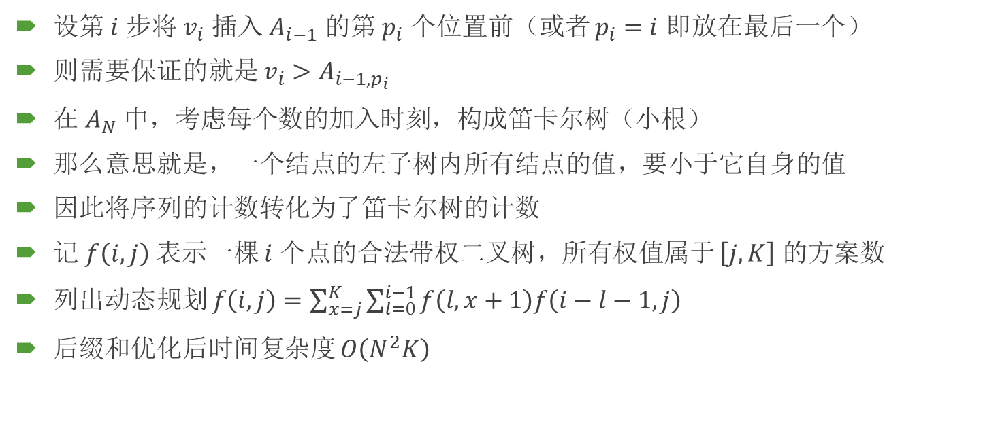 设第 i 步将 v_i 插入 A_{i−1} 的第 p_i 个位置前（或者 p_i = i 即放在最后一个）
则需要保证的就是 v_i > A_{i−1,p_i}
在 A_N 中，考虑每个数的加入时刻，构成笛卡尔树（小根）
那么意思就是，一个结点的左子树内所有结点的值，要小于它自身的值
因此将序列的计数转化为了笛卡尔树的计数
记 f(i,j) 表示一棵 i 个点的合法带权二叉树，所有权值属于 [j,K] 的方案数
列出动态规划 f(i,j) = ∑_{x=j}^{K} ∑_{l=0}^{i−1} f(l,x+1)f(i−l−1,j)
后缀和优化后时间复杂度 O(N²K)